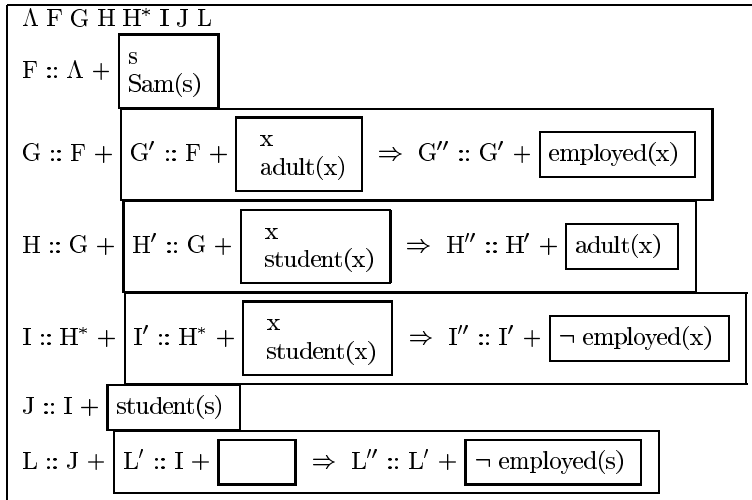 Λ F G H H* I J L
F :: Λ + s
Sam(s)
G :: F + G′ :: F + x
adult(x) ⇒ G′′ :: G′ + employed(x)
H :: G + H′ :: G + x
student(x) ⇒ H′′ :: H′ + adult(x)
I :: H* + I′ :: H* + x
student(x) ⇒ I′′ :: I′ + ¬ employed(x)
J :: I + student(s)
L :: J + L′ :: I + ⇒ L′′ :: L′ + ¬ employed(s)